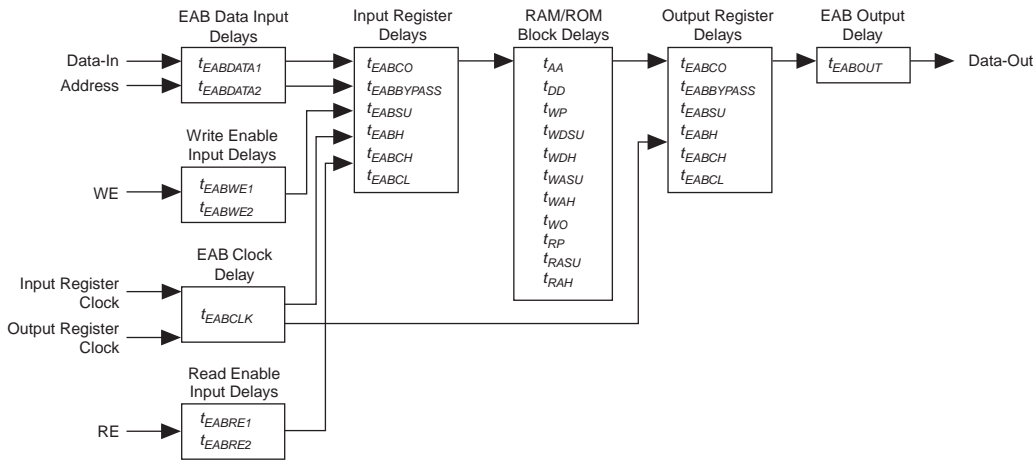 EAB Data Input
Delays
Data-In
Address
tEABDATA1
tEABDATA2
Write Enable
Input Delays
WE
tEABWE1
tEABWE2
EAB Clock
Delay
Input Register
Clock
Output Register
Clock
tEABCLK
Read Enable
Input Delays
RE
tEABRE1
tEABRE2
Input Register
Delays
tEABCO
tEABBYPASS
tEABSU
tEABH
tEABCH
tEABCL
RAM/ROM
Block Delays
tAA
tDD
tWP
tWDSU
tWDH
tWASU
tWAH
tWO
tRP
tRASU
tRAH
Output Register
Delays
tEABCO
tEABBYPASS
tEABSU
tEABH
tEABCH
tEABCL
EAB Output
Delay
tEABOUT
Data-Out